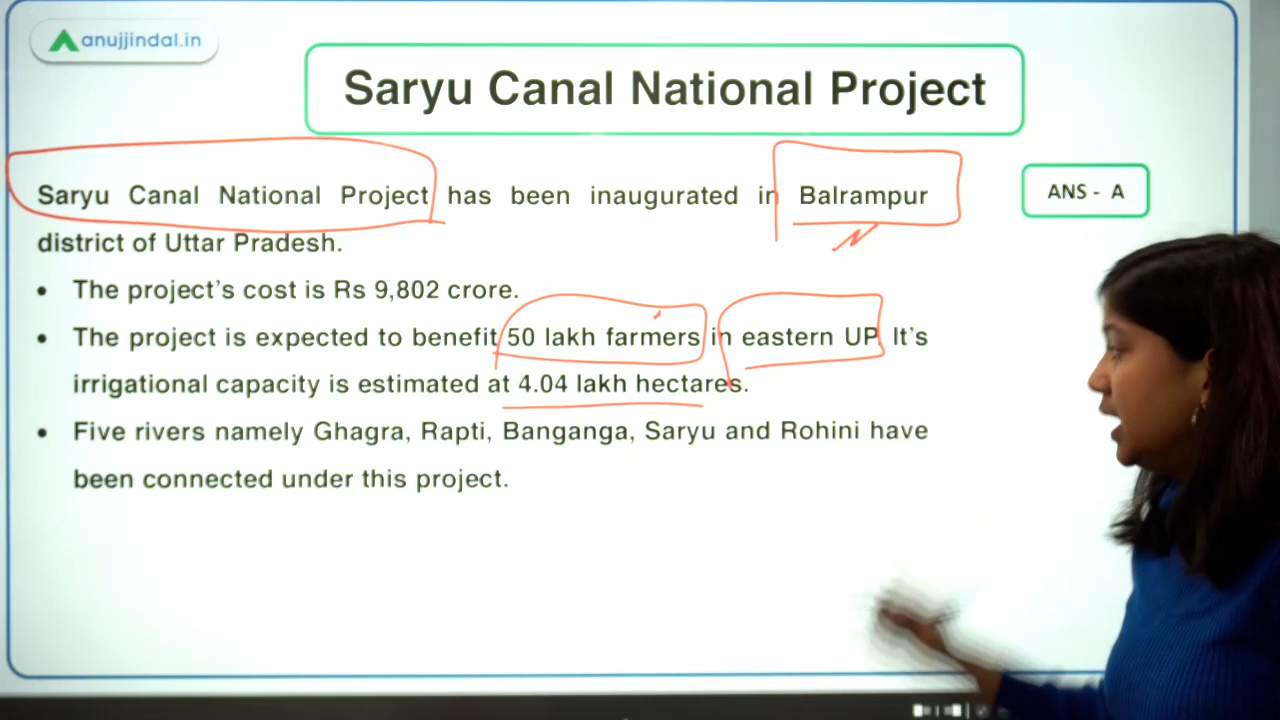 anujjindal.in
Saryu Canal National Project
Saryu Canal National Project has been inaugurated in Balrampur
district of Uttar Pradesh.
ANS - A
• The project's cost is Rs 9,802 crore.
• The project is expected to benefit 50 lakh farmers in eastern UP. It's
irrigational capacity is estimated at 4.04 lakh hectares.
• Five rivers namely Ghagra, Rapti, Banganga, Saryu and Rohini have
been connected under this project.